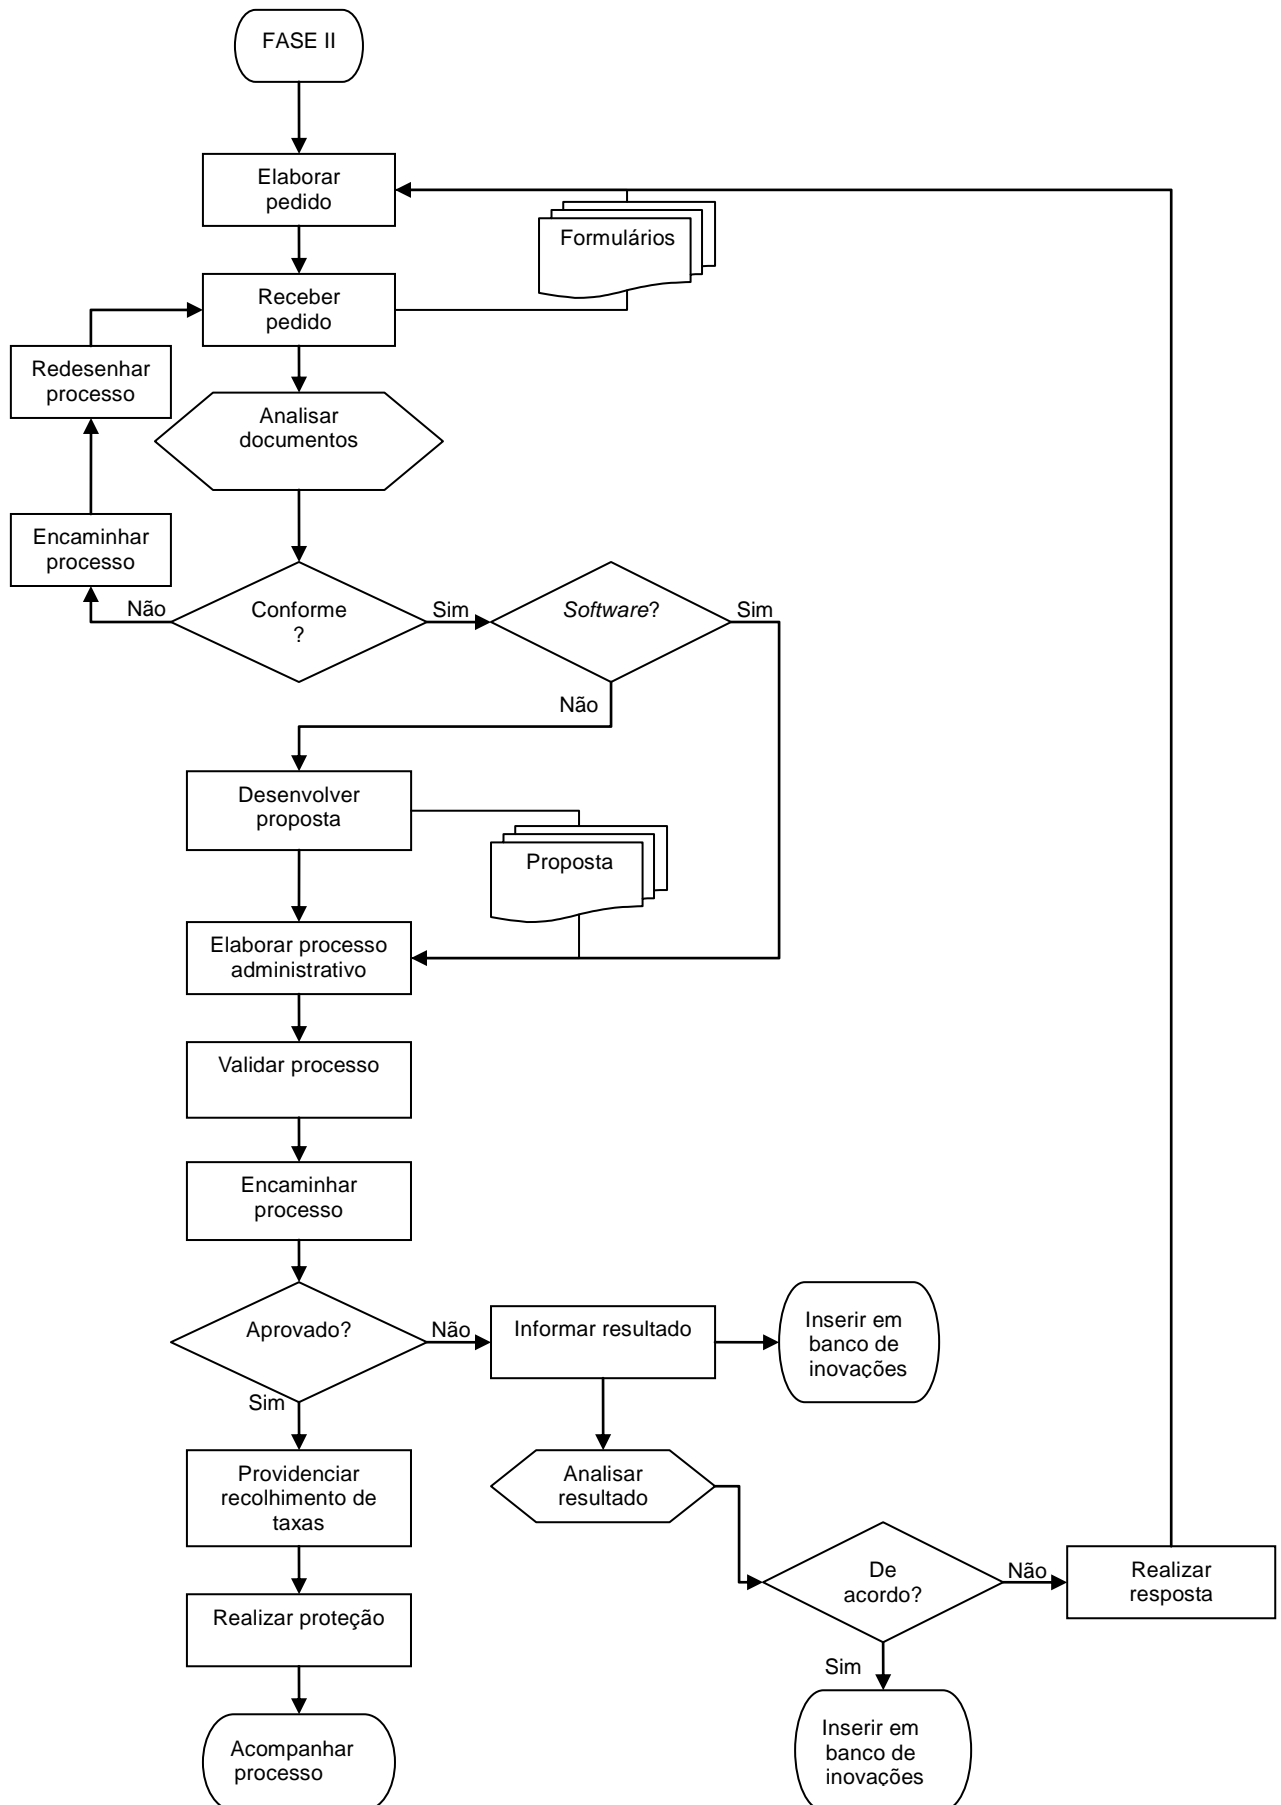 FASE II
Elaborar
pedido
Formulários
Receber
pedido
Redesenhar
processo
Analisar
documentos
Encaminhar
processo
Não
Conforme
?
Sim
Software?
Sim
Não
Desenvolver
proposta
Proposta
Elaborar processo
administrativo
Validar processo
Encaminhar
processo
Aprovado?
Não
Informar resultado
Inserir em
banco de
inovações
Sim
Providenciar
recolhimento de
taxas
Analisar
resultado
De
acordo?
Não
Realizar
resposta
Realizar proteção
Sim
Acompanhar
processo
Inserir em
banco de
inovações